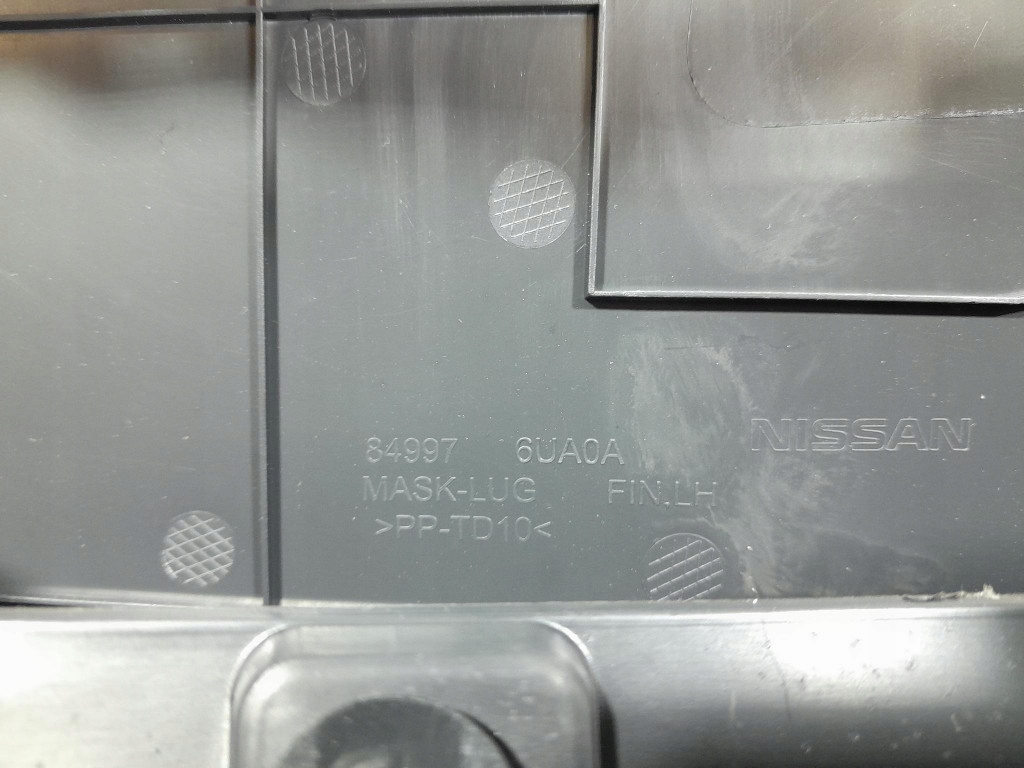 84997 6UA0A
NISSAN
MASK-LUG FIN,LH
>PP-TD10<